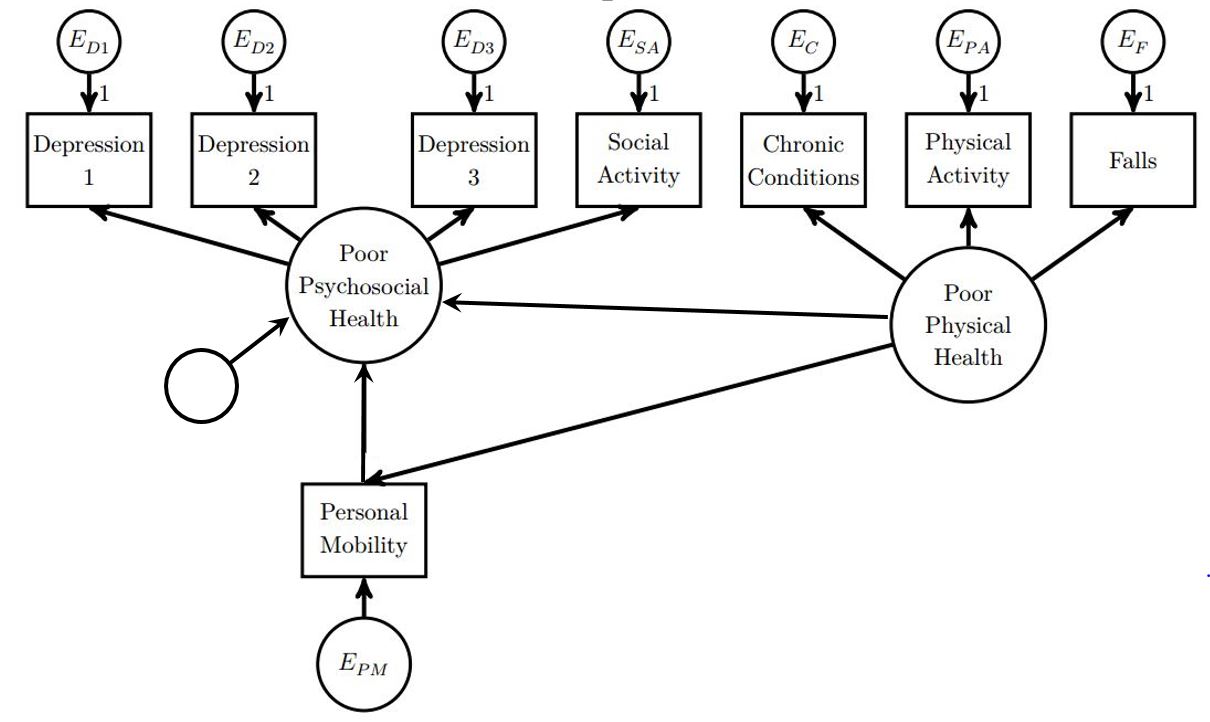 E_{D1}
E_{D2}
E_{D3}
E_{SA}
E_{C}
E_{PA}
E_{F}
1
1
1
1
1
1
1
Depression
1
Depression
2
Depression
3
Social
Activity
Chronic
Conditions
Physical
Activity
Falls
Poor
Psychosocial
Health
Poor
Physical
Health
Personal
Mobility
E_{PM}